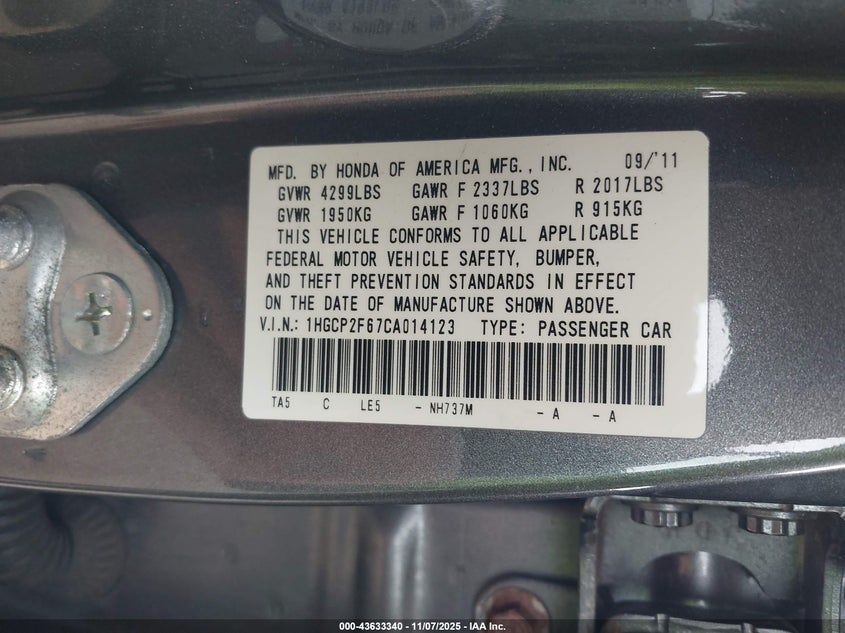 MFD. BY HONDA OF AMERICA MFG., INC. 09/'11
GVWR 4299LBS GAWR F 2337LBS R 2017LBS
GVWR 1950KG GAWR F 1060KG R 915KG
THIS VEHICLE CONFORMS TO ALL APPLICABLE
FEDERAL MOTOR VEHICLE SAFETY, BUMPER,
AND THEFT PREVENTION STANDARDS IN EFFECT
ON THE DATE OF MANUFACTURE SHOWN ABOVE.
V.I.N.: 1HGCP2F67CA014123 TYPE: PASSENGER CAR
TA5 C LE5 - NH737M - A - A
000-43633340 - 11/07/2025 - IAA Inc.